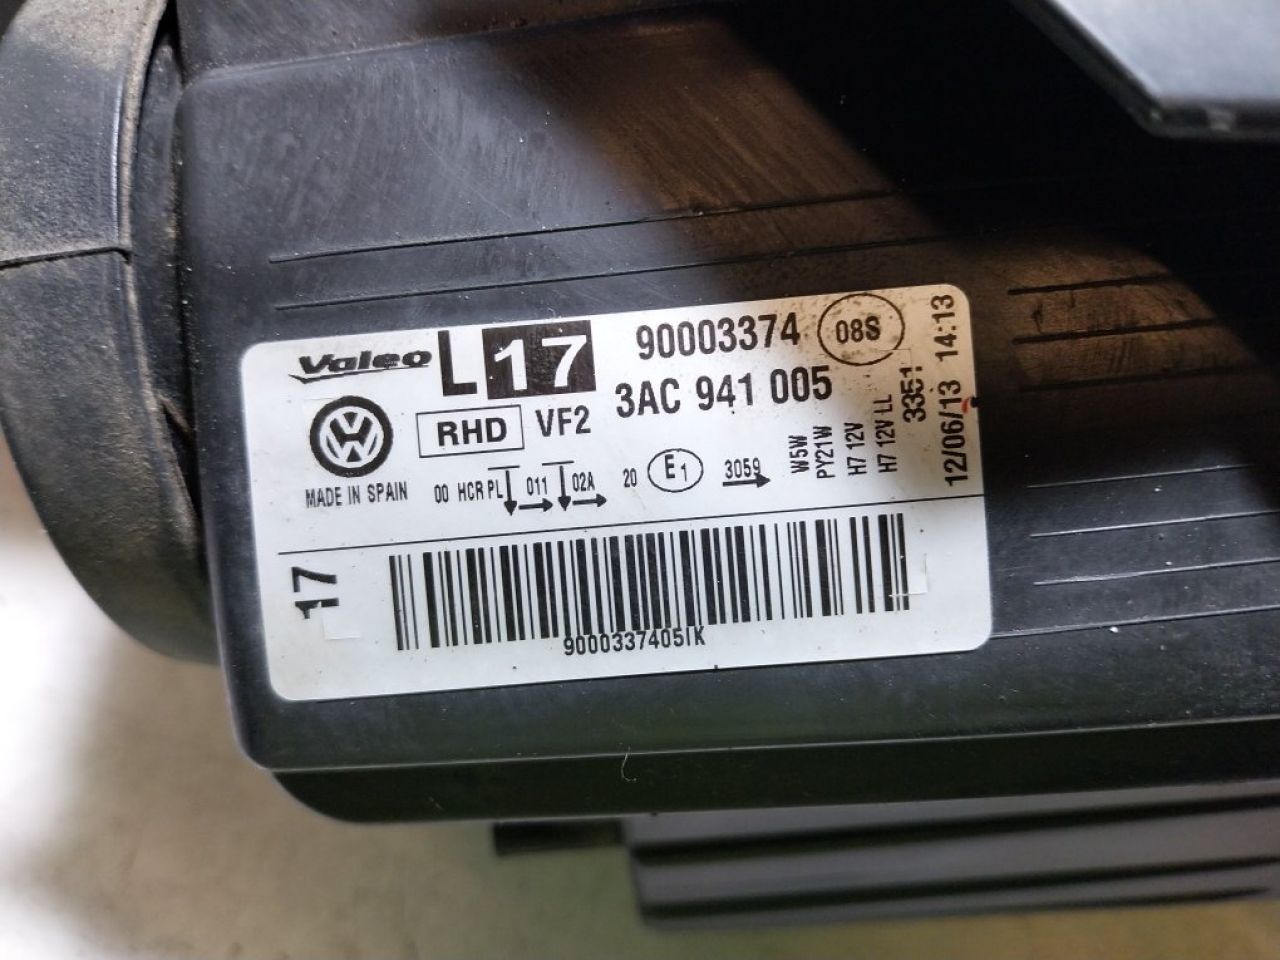 Valeo L 17 90003374 08S
VW RHD VF2 3AC 941 005
MADE IN SPAIN 00 HCR PL 011 02A 20 E1 3059
W5W
PY21W
H7 12V
H7 12V LL
3351
12/06/13 14:13
17
9000337405IK